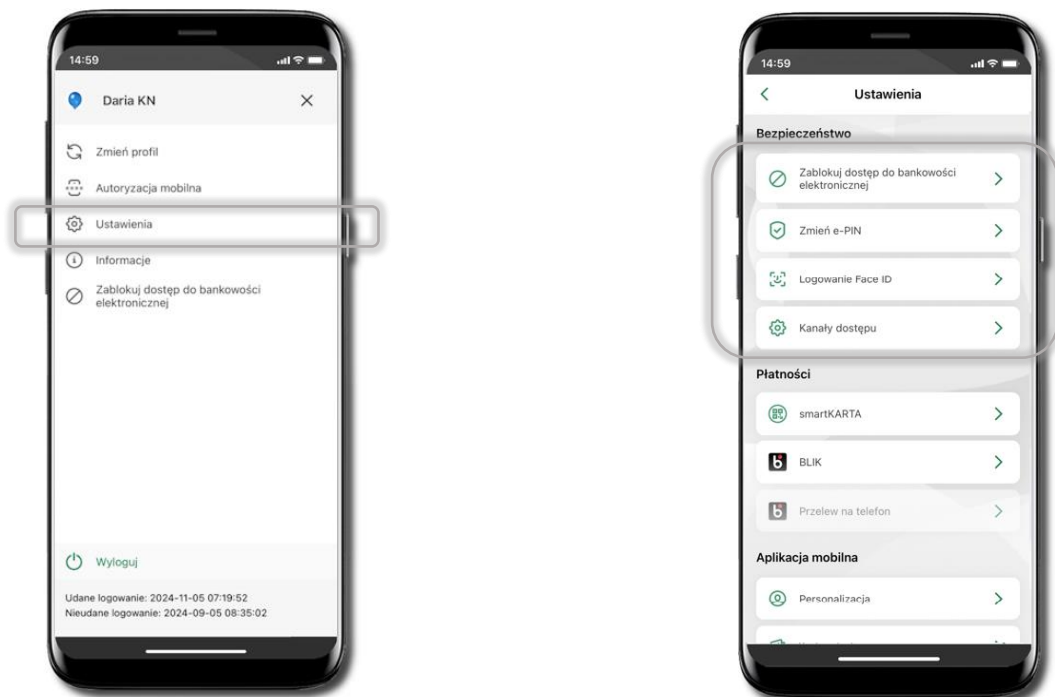 14:59
Daria KN
Zmień profil
Autoryzacja mobilna
Ustawienia
Informacje
Zablokuj dostęp do bankowości
elektronicznej
Wyloguj
Udane logowanie: 2024-11-05 07:19:52
Nieudane logowanie: 2024-09-05 08:35:02
14:59
Ustawienia
Bezpieczeństwo
Zablokuj dostęp do bankowości
elektronicznej
Zmień e-PIN
Logowanie Face ID
Kanały dostępu
Płatności
smartKARTA
BLIK
Przelew na telefon
Aplikacja mobilna
Personalizacja